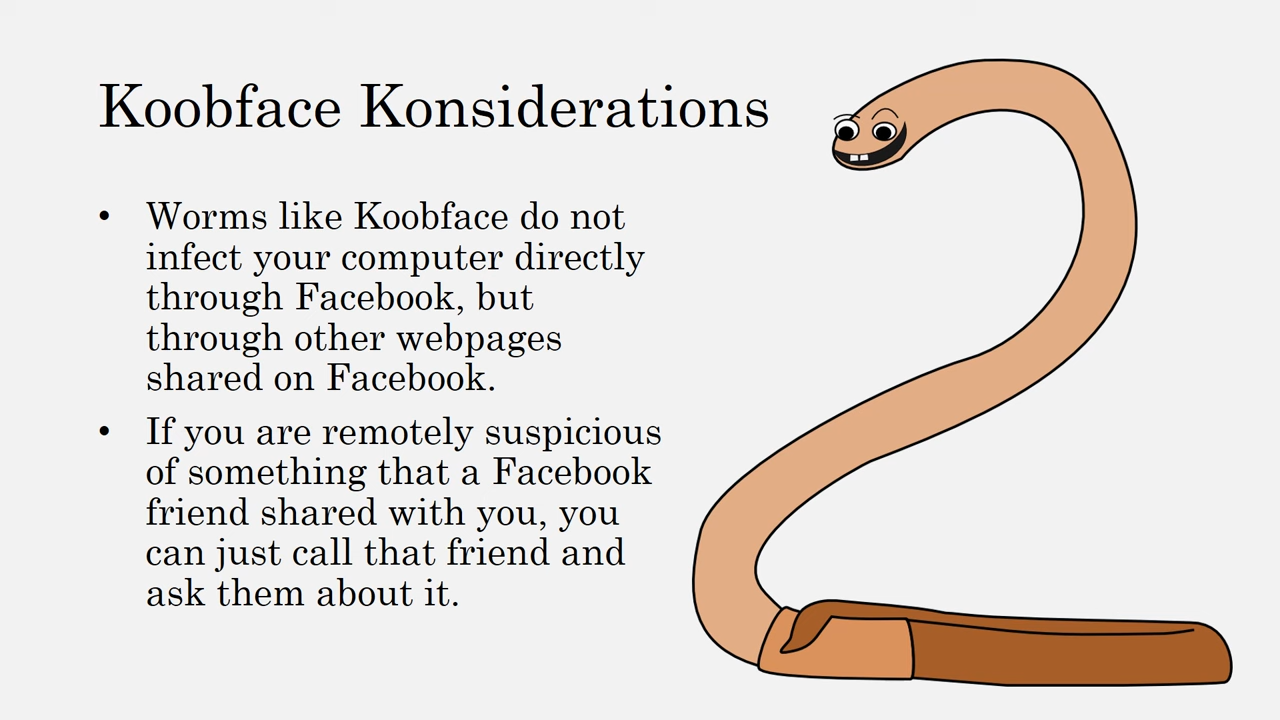 Koobface Konsiderations
• Worms like Koobface do not
infect your computer directly
through Facebook, but
through other webpages
shared on Facebook.
• If you are remotely suspicious
of something that a Facebook
friend shared with you, you
can just call that friend and
ask them about it.